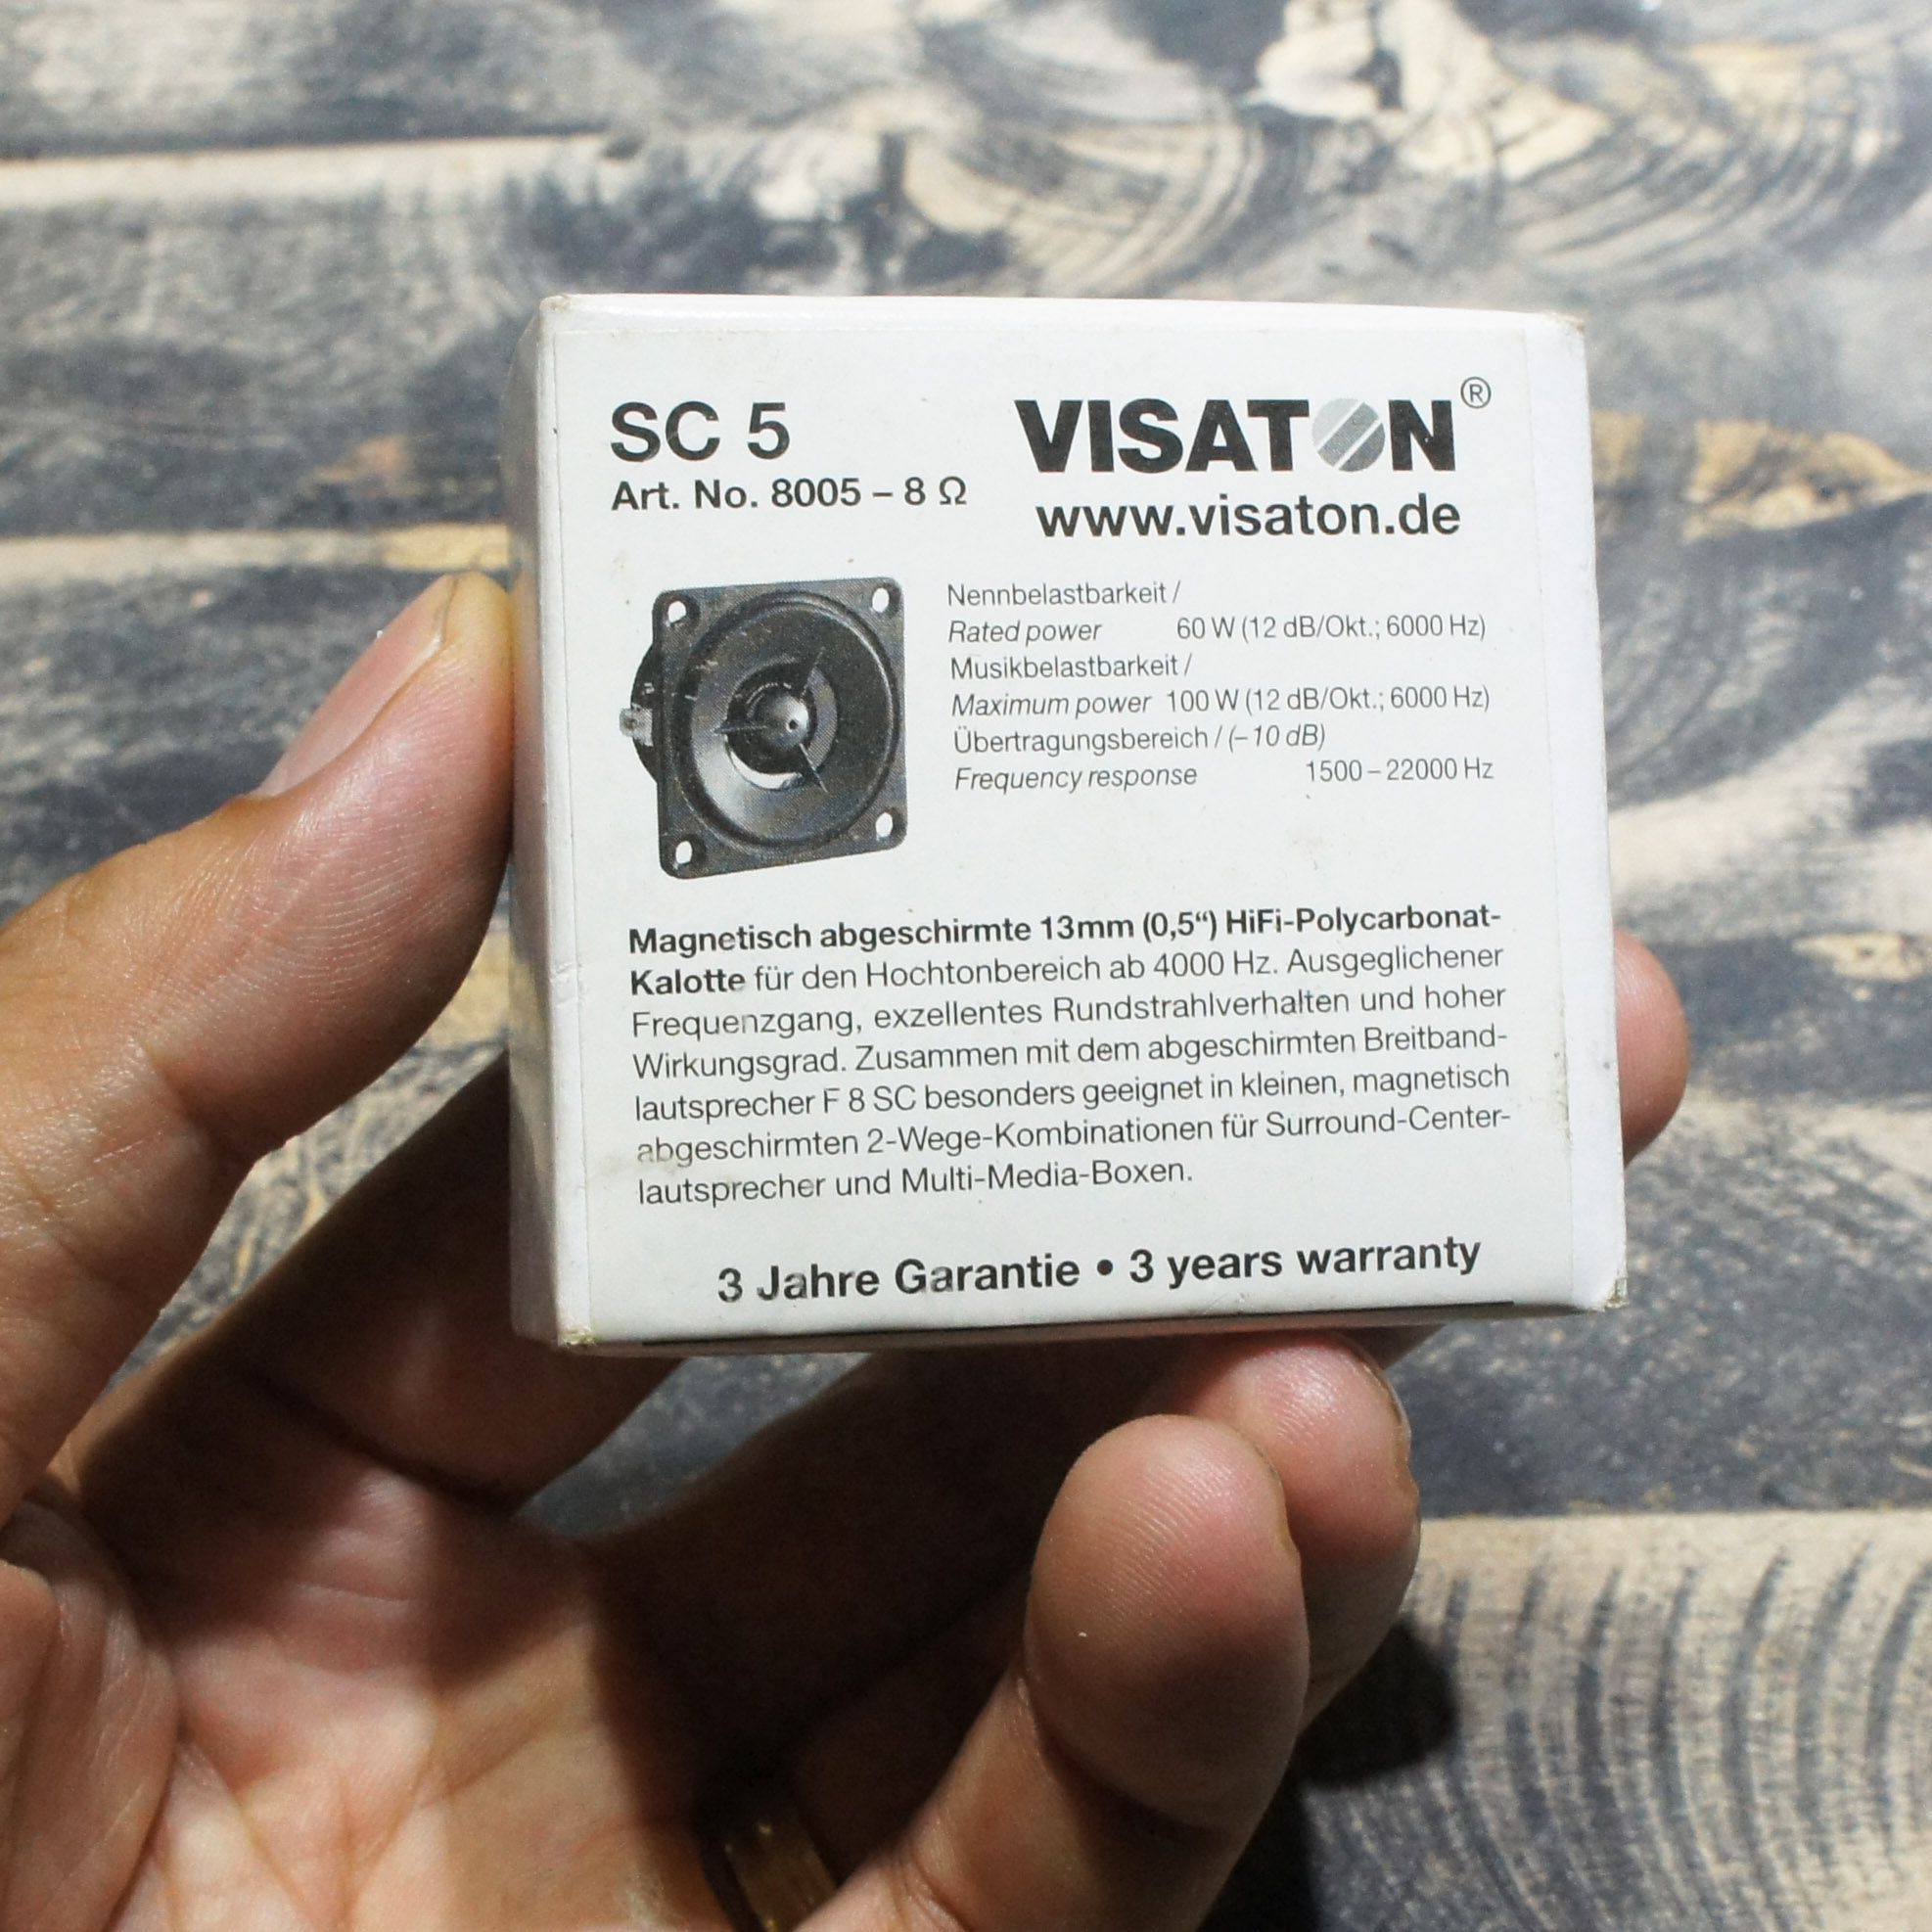 SC 5
Art. No. 8005 – 8 Ω
VISATON®
www.visaton.de
Nennbelastbarkeit /
Rated power 60 W (12 dB/Okt.; 6000 Hz)
Musikbelastbarkeit /
Maximum power 100 W (12 dB/Okt.; 6000 Hz)
Übertragungsbereich / (– 10 dB)
Frequency response 1500 – 22000 Hz
Magnetisch abgeschirmte 13mm (0,5“) HiFi-Polycarbonat-
Kalotte für den Hochtonbereich ab 4000 Hz. Ausgeglichener
Frequenzgang, exzellentes Rundstrahlverhalten und hoher
Wirkungsgrad. Zusammen mit dem abgeschirmten Breitband-
lautsprecher F 8 SC besonders geeignet in kleinen, magnetisch
abgeschirmten 2-Wege-Kombinationen für Surround-Center-
lautsprecher und Multi-Media-Boxen.
3 Jahre Garantie • 3 years warranty